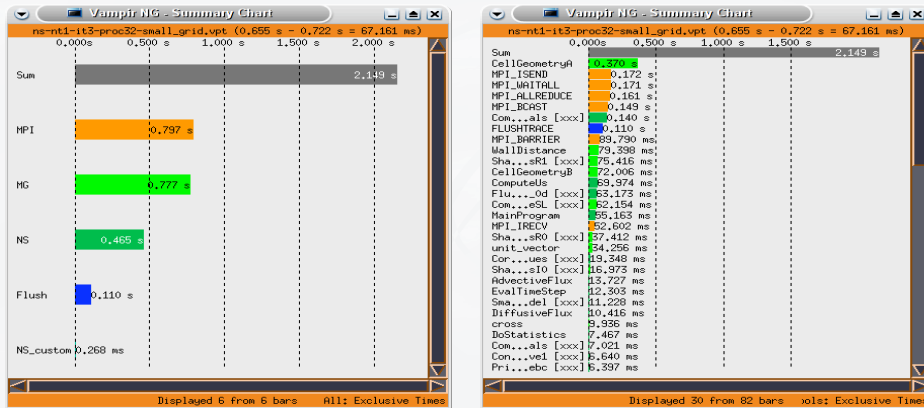 Vampir NG - Summary Chart
ns-nt1-it3-proc32-small_grid.vpt (0.655 s - 0.722 s = 67.161 ms)
0.000s 0.500 s 1.000 s 1.500 s 2.000 s
Sum 2.149 s
MPI 0.797 s
MG 0.777 s
NS 0.465 s
Flush 0.110 s
NS_custom 0.268 ms
Displayed 6 from 6 bars All: Exclusive Times
Vampir NG - Summary Chart
ns-nt1-it3-proc32-small_grid.vpt (0.655 s - 0.722 s = 67.161 ms)
0.000s 0.500 s 1.000 s 1.500 s
Sum 2.149 s
CellGeometryA 0.370 s
MPI_ISEND 0.172 s
MPI_WAITALL 0.171 s
MPI_ALLREDUCE 0.161 s
MPI_BCAST 0.149 s
Com...als [xxx] 0.140 s
FLUSHTRACE 0.110 s
MPI_BARRIER 89.790 ms
WallDistance 79.398 ms
Sha...sR1 [xxx] 75.416 ms
CellGeometryB 72.006 ms
ComputeUs 69.974 ms
Flu..._0d [xxx] 63.173 ms
Com...eSL [xxx] 62.154 ms
MainProgram 55.163 ms
MPI_IRECV 52.602 ms
Sha...sR0 [xxx] 37.412 ms
unit_vector 34.256 ms
Cor...ues [xxx] 19.348 ms
Sha...sI0 [xxx] 16.973 ms
AdvectiveFlux 13.727 ms
EvalTimeStep 12.303 ms
Sma...del [xxx] 11.228 ms
DiffusiveFlux 10.416 ms
cross 9.936 ms
DoStatistics 7.467 ms
Com...als [xxx] 7.021 ms
Con...ve1 [xxx] 6.640 ms
Pri...ebc [xxx] 6.397 ms
Displayed 30 from 82 bars ools: Exclusive Time